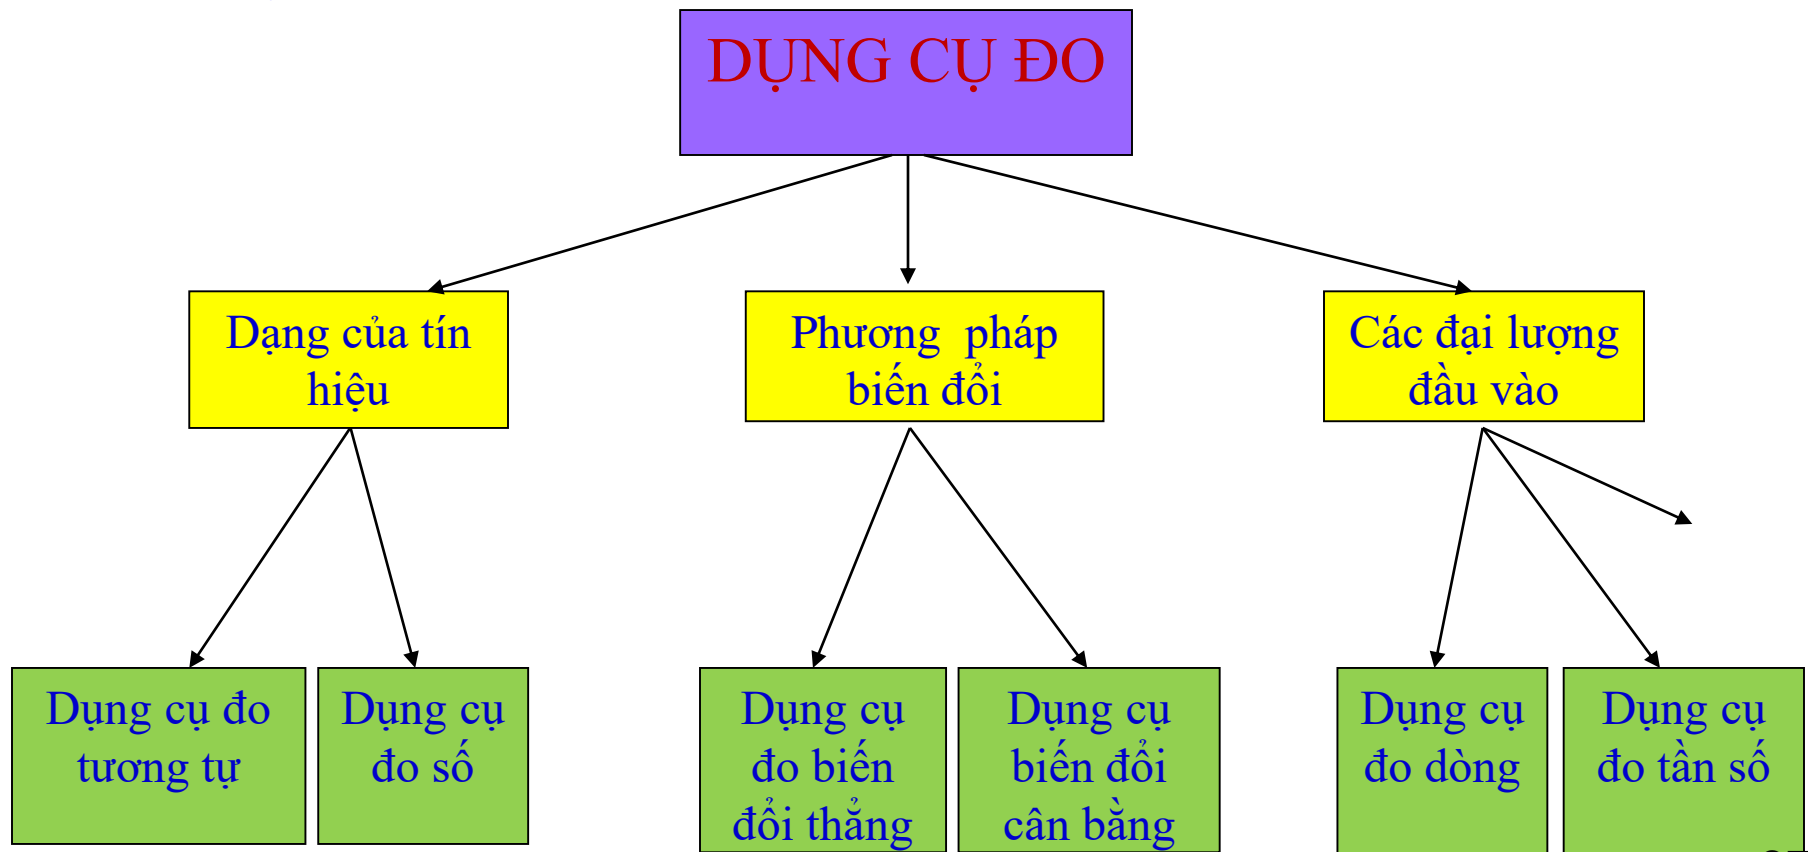 DỤNG CỤ ĐO
Dạng của tín
hiệu
Phương pháp
biến đổi
Các đại lượng
đầu vào
Dụng cụ đo
tương tự
Dụng cụ
đo số
Dụng cụ
đo biến
đổi thẳng
Dụng cụ
biến đổi
cân bằng
Dụng cụ
đo dòng
Dụng cụ
đo tần số